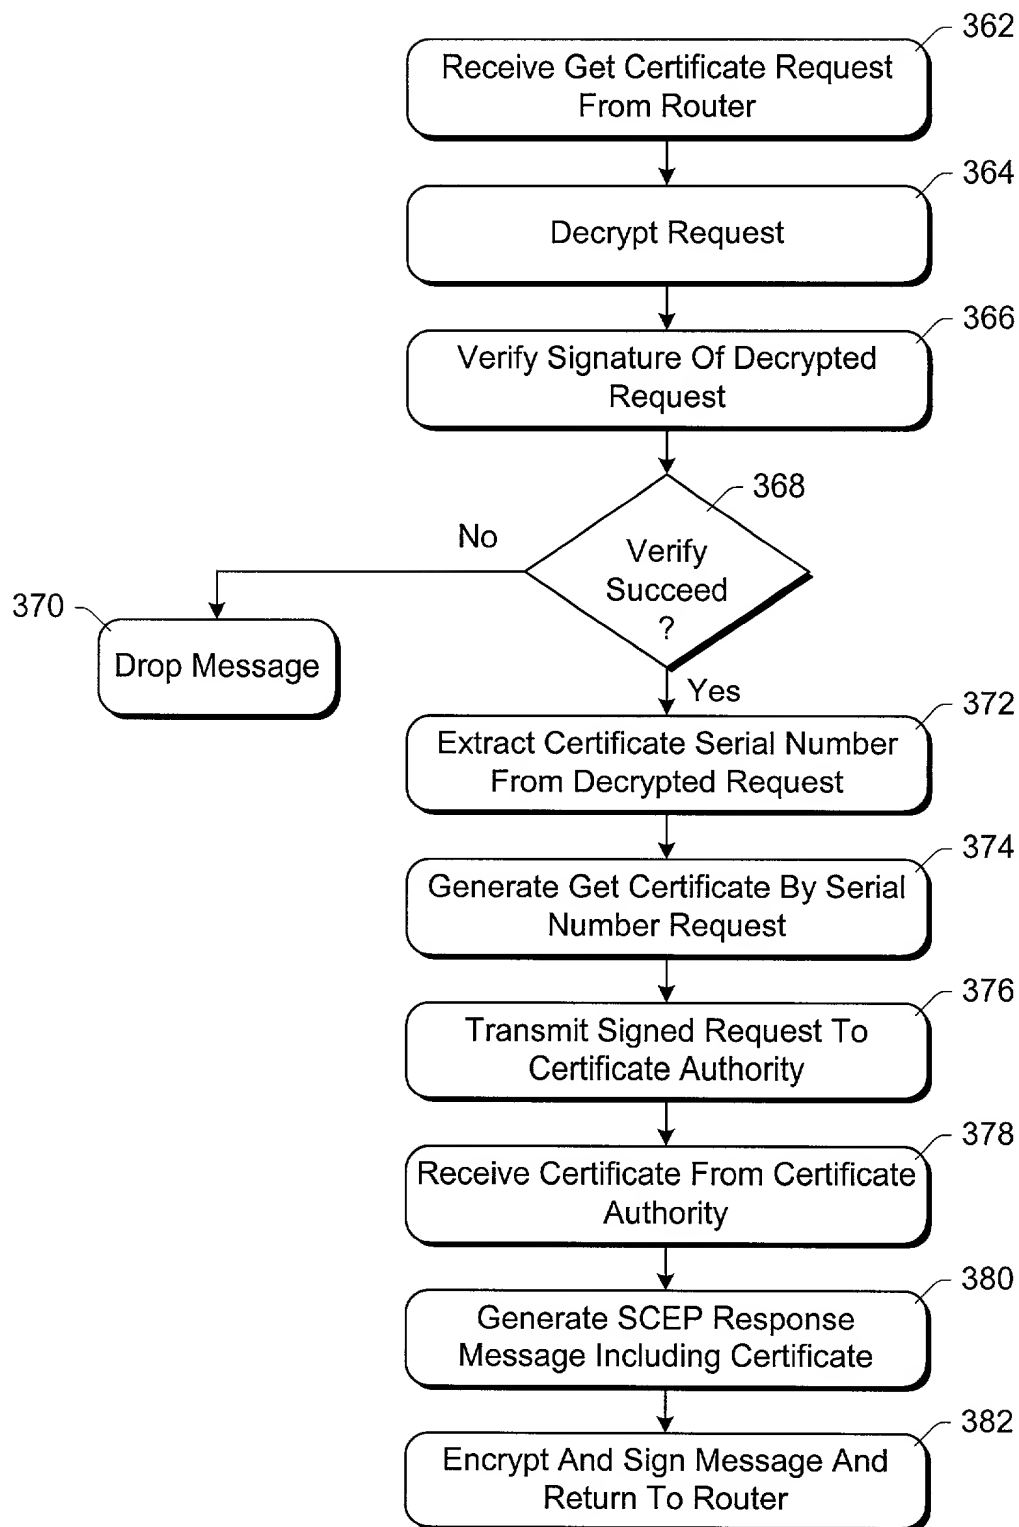 362
Receive Get Certificate Request
From Router
364
Decrypt Request
366
Verify Signature Of Decrypted
Request
368
No
Verify
Succeed
?
370
Drop Message
Yes
372
Extract Certificate Serial Number
From Decrypted Request
374
Generate Get Certificate By Serial
Number Request
376
Transmit Signed Request To
Certificate Authority
378
Receive Certificate From Certificate
Authority
380
Generate SCEP Response
Message Including Certificate
382
Encrypt And Sign Message And
Return To Router